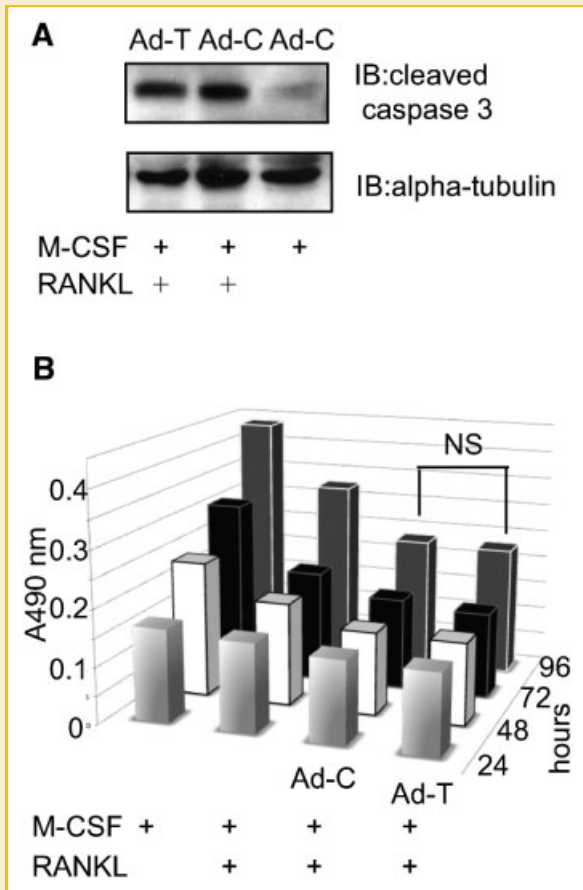 A
Ad-T Ad-C Ad-C
IB:cleaved
caspase 3
IB:alpha-tubulin
M-CSF + + +
RANKL + +
B
NS
0.4
0.3
0.2
0.1
0
A490 nm
96
72
48
24
hours
Ad-C Ad-T
M-CSF + + + +
RANKL + + +